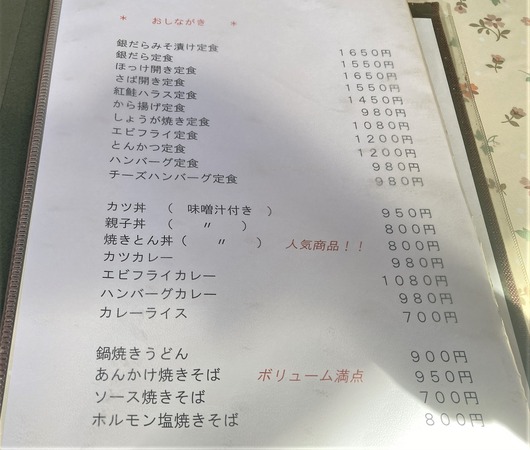 ＊ おしながき ＊
銀だらみそ漬け定食 １６５０円
銀だら定食 １５５０円
ほっけ開き定食 １６５０円
さば開き定食 １５５０円
紅鮭ハラス定食 １４５０円
から揚げ定食 ９８０円
しょうが焼き定食 １０８０円
エビフライ定食 １２００円
とんかつ定食 １２００円
ハンバーグ定食 ９８０円
チーズハンバーグ定食 ９８０円
カツ丼 （ 味噌汁付き ） ９５０円
親子丼 （ 〃 ） ８００円
焼きとん丼（ 〃 ） 人気商品！！ ８００円
カツカレー ９８０円
エビフライカレー １０８０円
ハンバーグカレー ９８０円
カレーライス ７００円
鍋焼きうどん ９００円
あんかけ焼きそば ボリューム満点 ９５０円
ソース焼きそば ７００円
ホルモン塩焼きそば ８００円